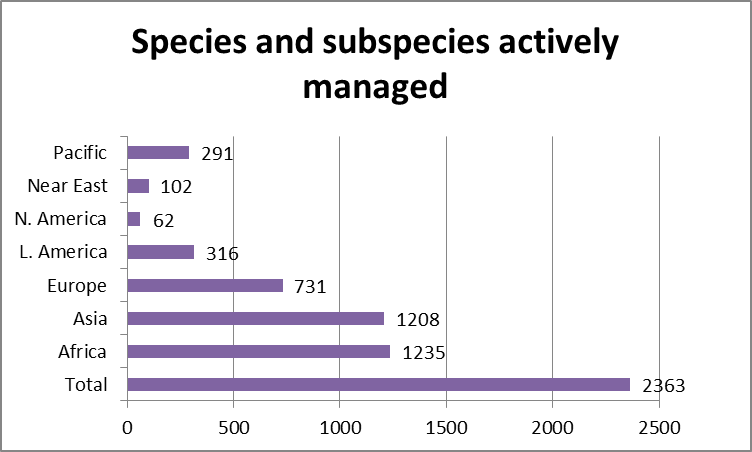 Species and subspecies actively
managed
Pacific 291
Near East 102
N. America 62
L. America 316
Europe 731
Asia 1208
Africa 1235
Total 2363
0 500 1000 1500 2000 2500